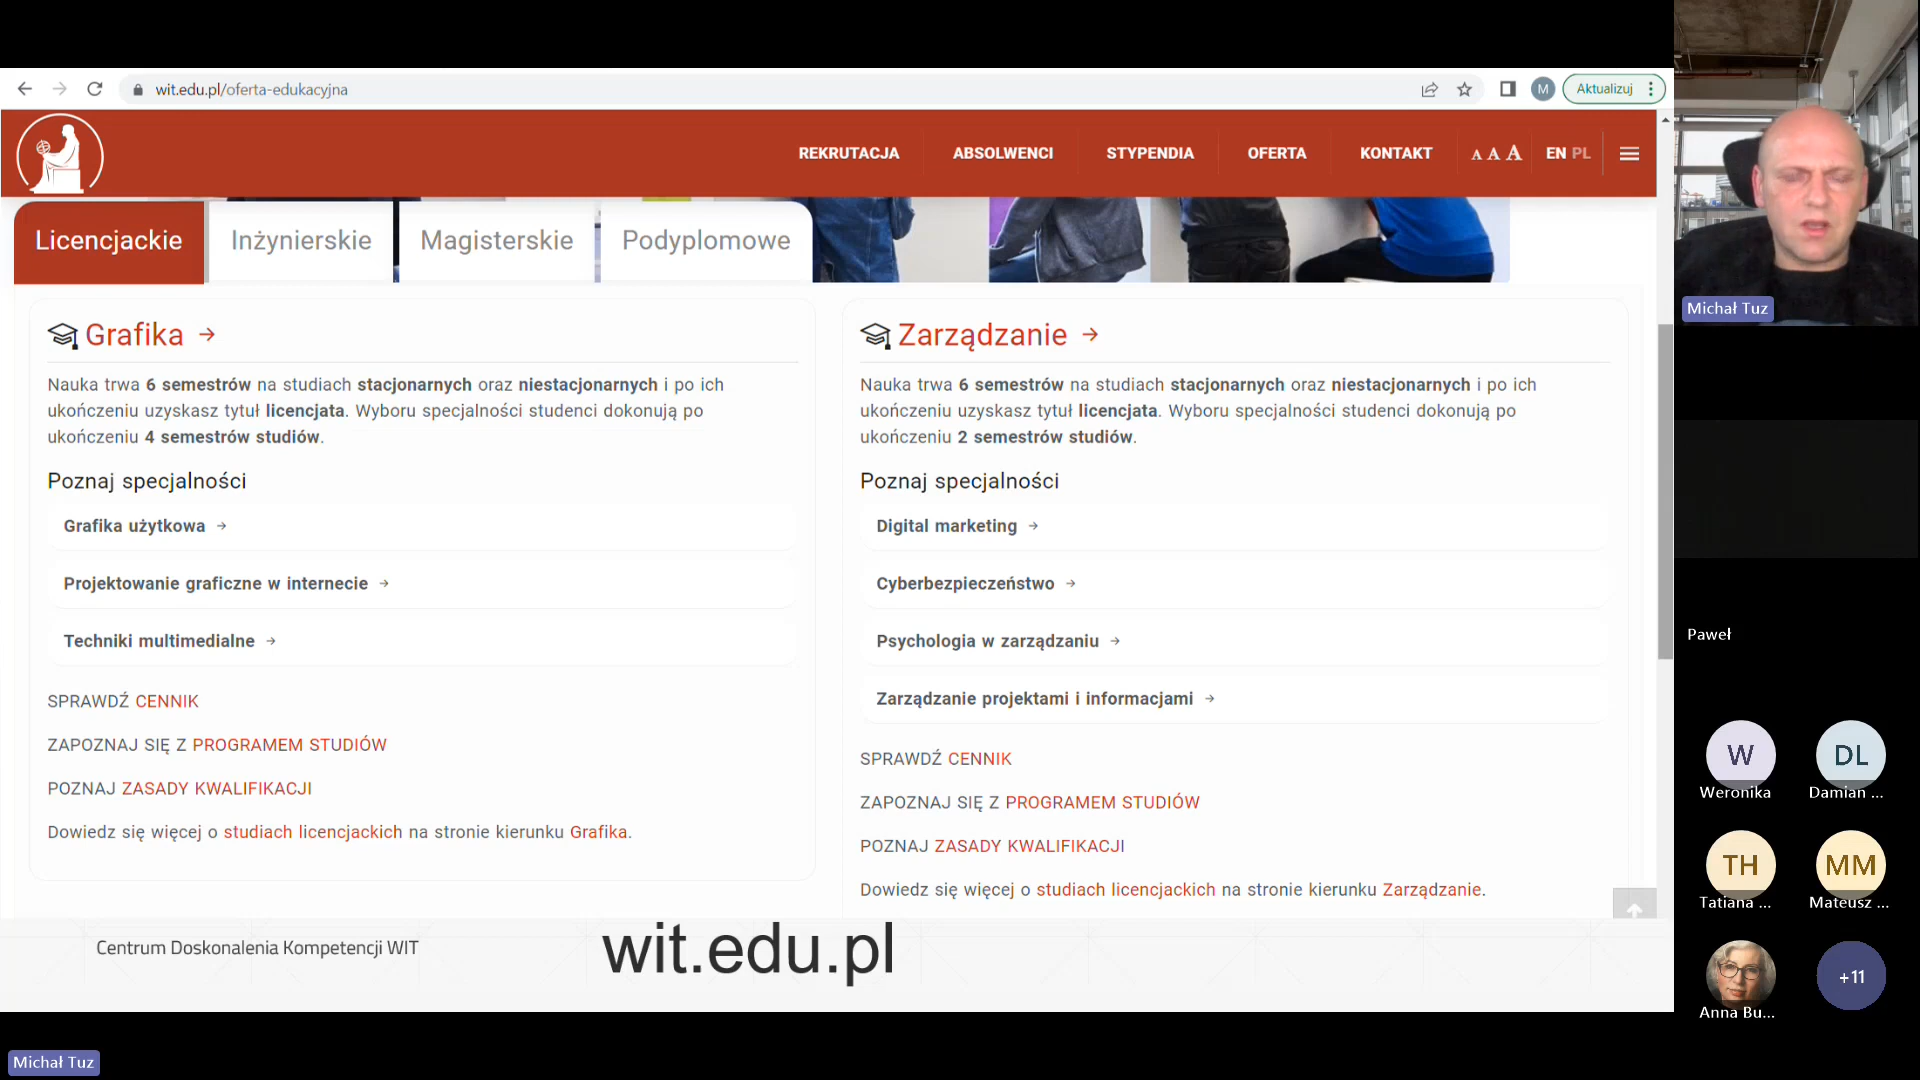 wit.edu.pl/oferta-edukacyjna
M
Aktualizuj
REKRUTACJA
ABSOLWENCI
STYPENDIA
OFERTA
KONTAKT
A A A
EN PL
Licencjackie
Inżynierskie
Magisterskie
Podyplomowe
Grafika →
Nauka trwa 6 semestrów na studiach stacjonarnych oraz niestacjonarnych i po ich
ukończeniu uzyskasz tytuł licencjata. Wyboru specjalności studenci dokonują po
ukończeniu 4 semestrów studiów.
Poznaj specjalności
Grafika użytkowa →
Projektowanie graficzne w internecie →
Techniki multimedialne →
SPRAWDŹ CENNIK
ZAPOZNAJ SIĘ Z PROGRAMEM STUDIÓW
POZNAJ ZASADY KWALIFIKACJI
Dowiedz się więcej o studiach licencjackich na stronie kierunku Grafika.
Zarządzanie →
Nauka trwa 6 semestrów na studiach stacjonarnych oraz niestacjonarnych i po ich
ukończeniu uzyskasz tytuł licencjata. Wyboru specjalności studenci dokonują po
ukończeniu 2 semestrów studiów.
Poznaj specjalności
Digital marketing →
Cyberbezpieczeństwo →
Psychologia w zarządzaniu →
Zarządzanie projektami i informacjami →
SPRAWDŹ CENNIK
ZAPOZNAJ SIĘ Z PROGRAMEM STUDIÓW
POZNAJ ZASADY KWALIFIKACJI
Dowiedz się więcej o studiach licencjackich na stronie kierunku Zarządzanie.
Centrum Doskonalenia Kompetencji WIT
wit.edu.pl
Michał Tuz
Michał Tuz
Paweł
W
Weronika
DL
Damian ...
TH
Tatiana ...
MM
Mateusz ...
Anna Bu...
+11